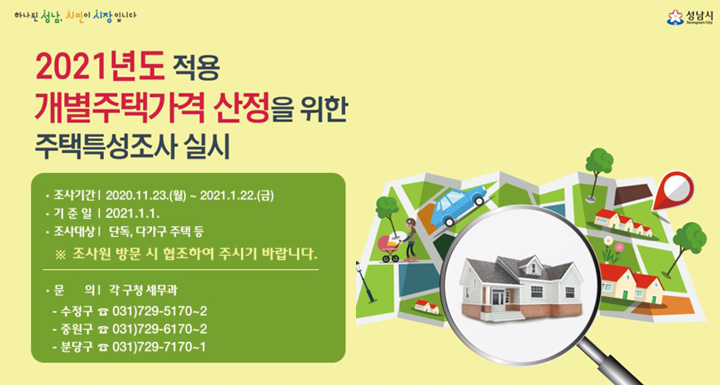 하나된 성남, 시민이 시장입니다
성남시
Seongnam City
2021년도 적용
개별주택가격 산정을 위한
주택특성조사 실시
• 조사기간 | 2020.11.23.(월) ~ 2021.1.22.(금)
• 기 준 일 | 2021.1.1.
• 조사대상 | 단독, 다가구 주택 등
※ 조사원 방문 시 협조하여 주시기 바랍니다.
• 문 의 | 각 구청 세무과
- 수정구 ☎ 031)729-5170~2
- 중원구 ☎ 031)729-6170~2
- 분당구 ☎ 031)729-7170~1